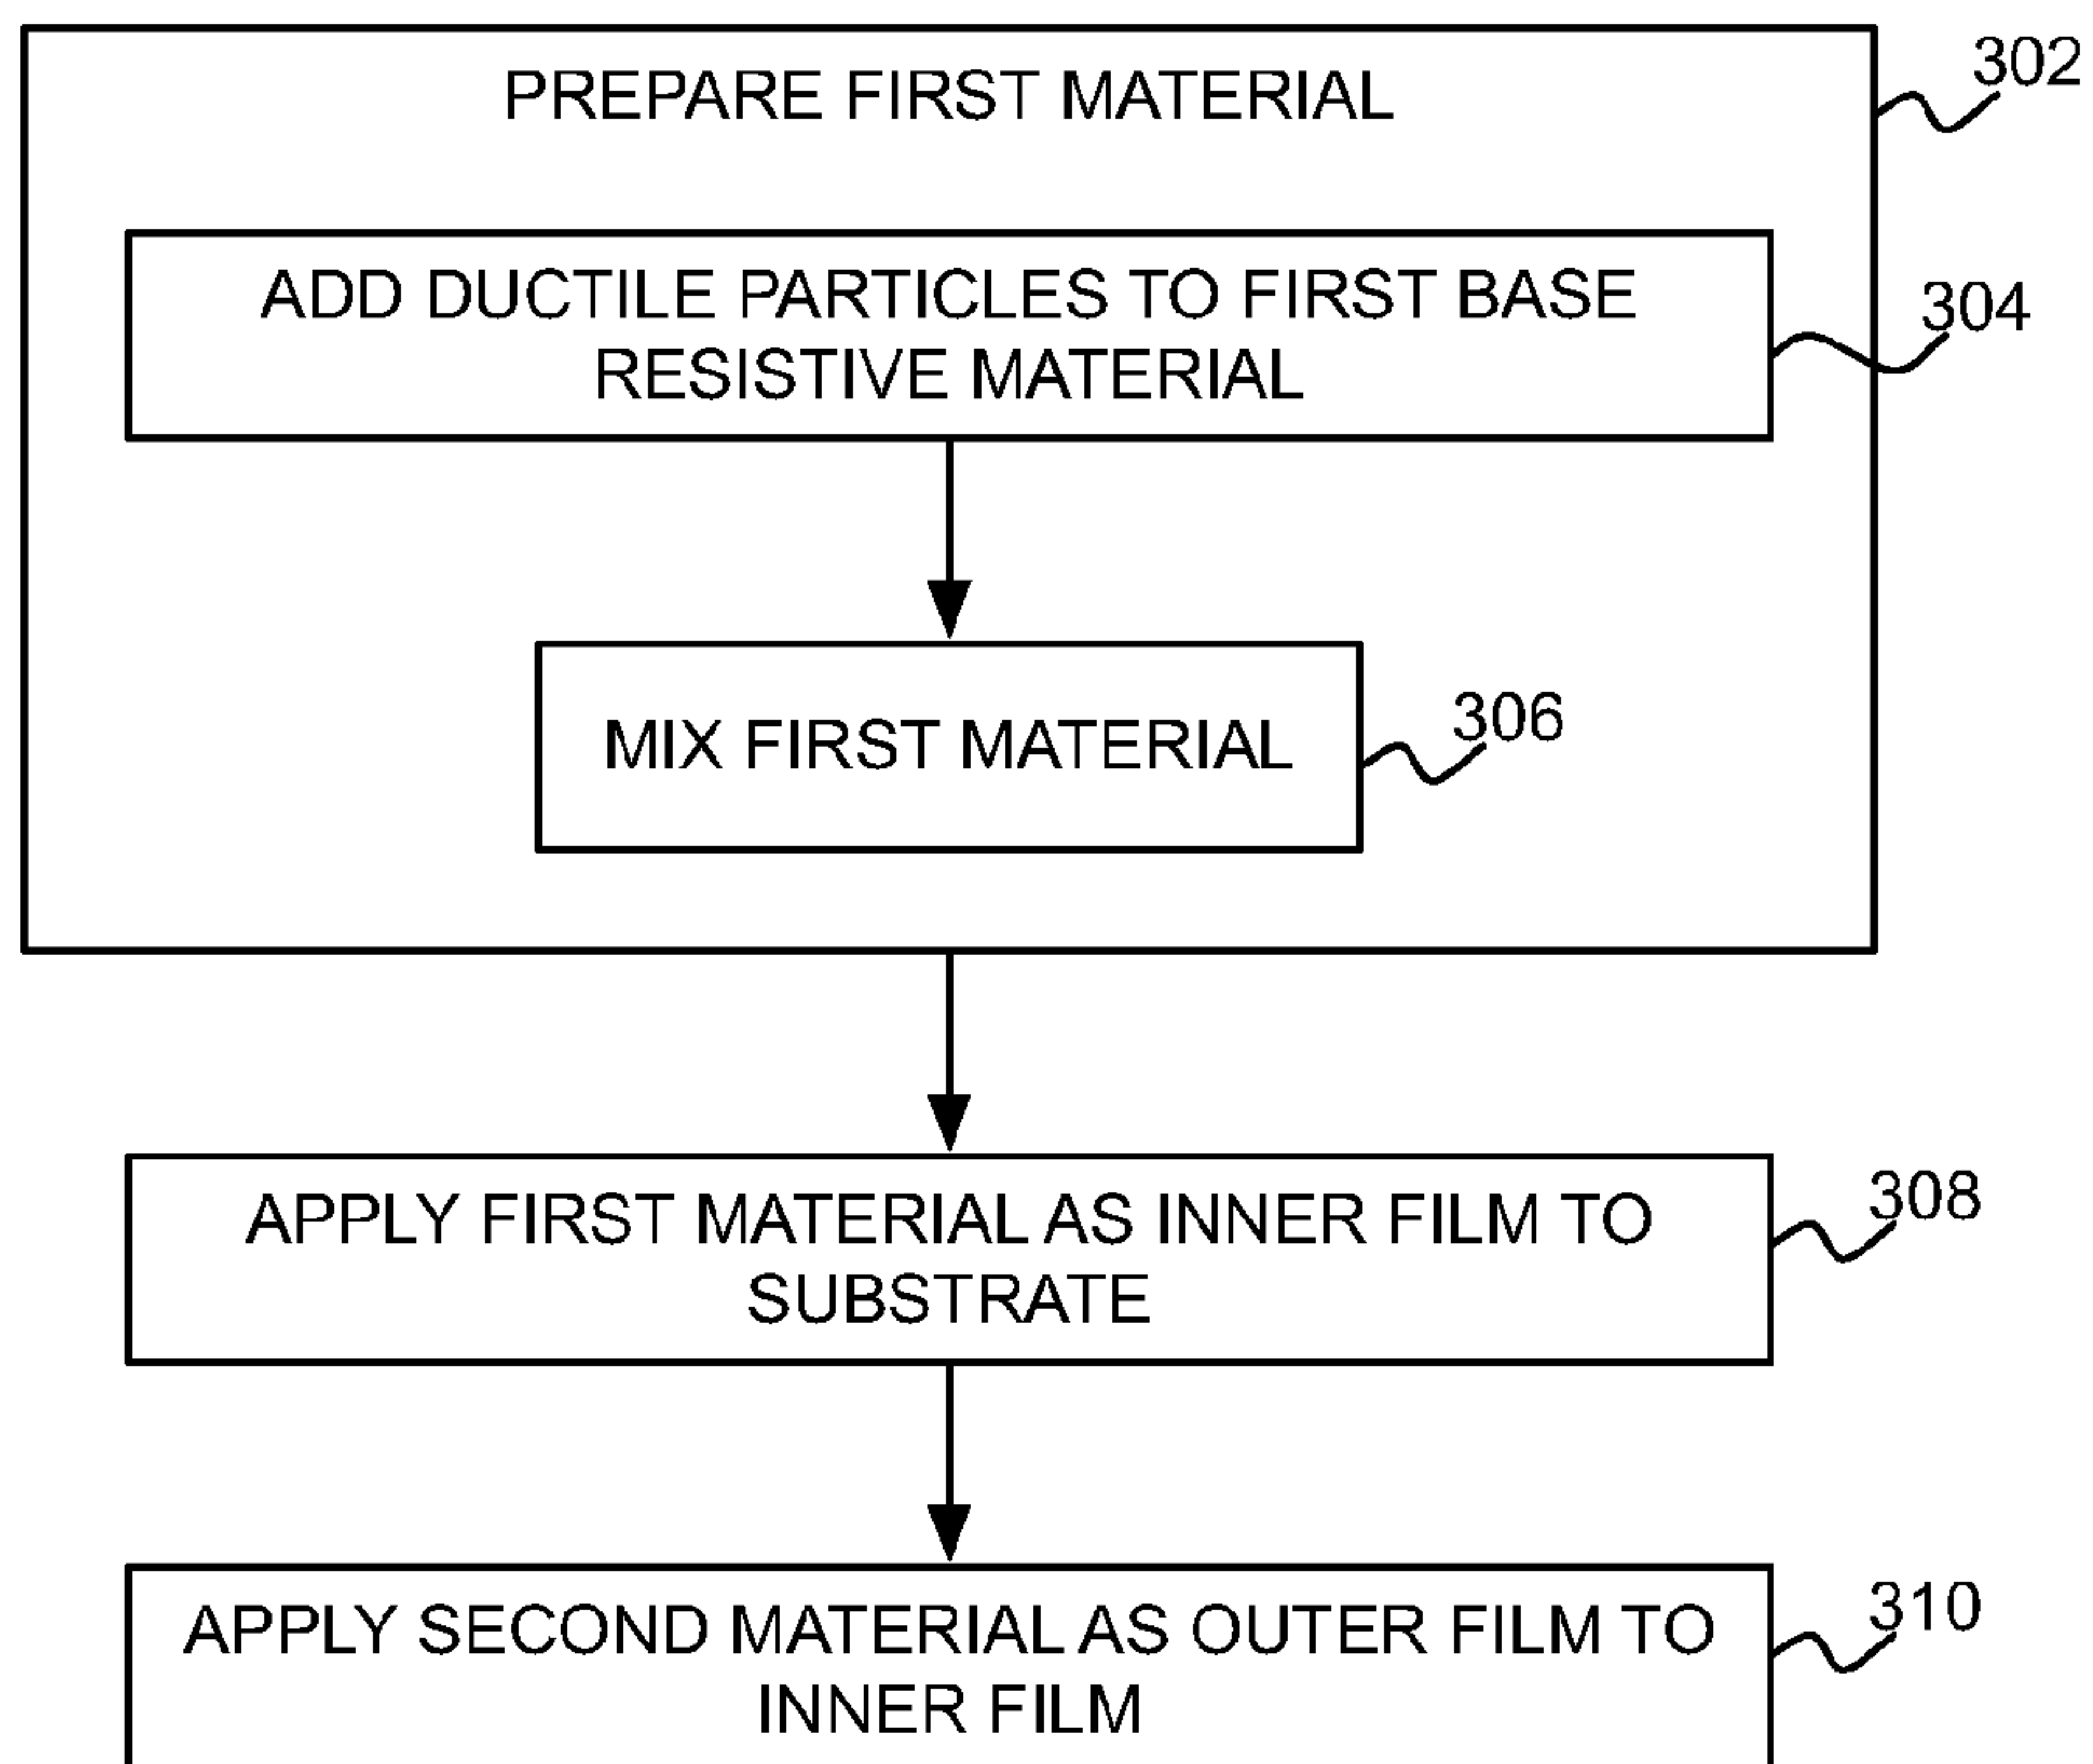 PREPARE FIRST MATERIAL
302
ADD DUCTILE PARTICLES TO FIRST BASE
RESISTIVE MATERIAL
304
MIX FIRST MATERIAL
306
APPLY FIRST MATERIAL AS INNER FILM TO
SUBSTRATE
308
APPLY SECOND MATERIAL AS OUTER FILM TO
INNER FILM
310